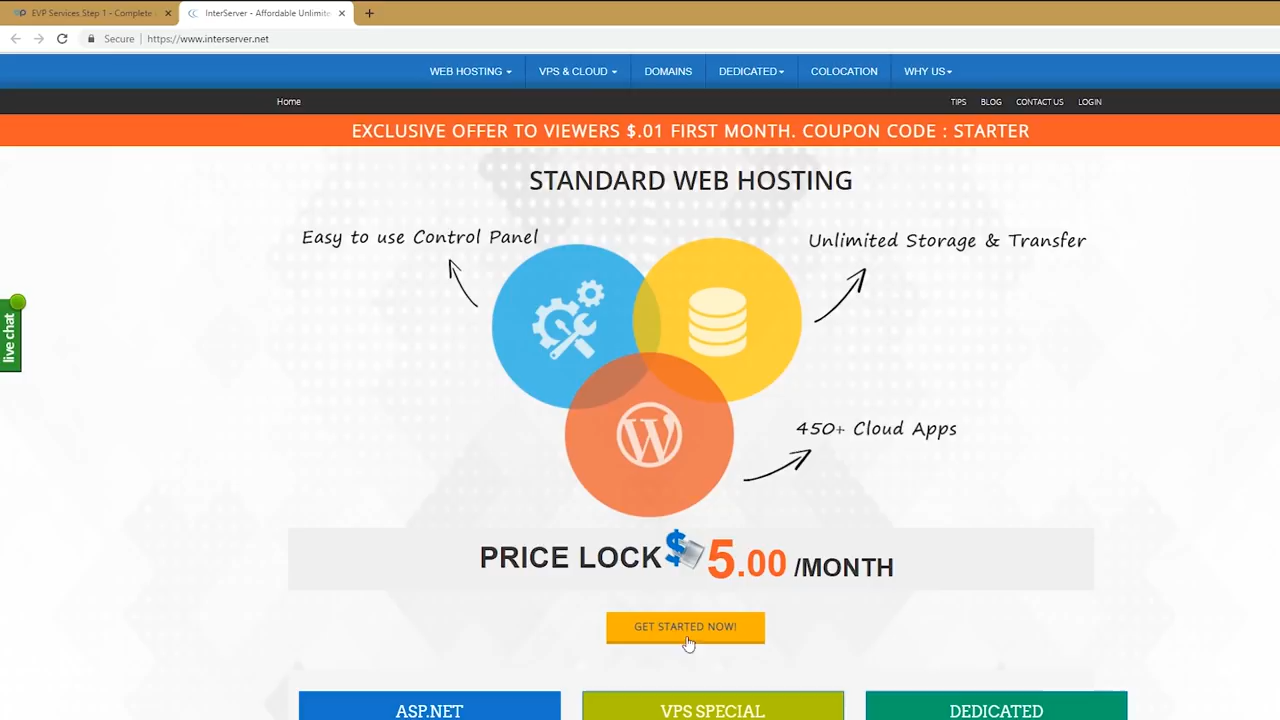 EVP Services Step 1 - Complete
InterServer - Affordable Unlimite
Secure
https://www.interserver.net
WEB HOSTING
VPS & CLOUD
DOMAINS
DEDICATED
COLOCATION
WHY US
Home
TIPS
BLOG
CONTACT US
LOGIN
EXCLUSIVE OFFER TO VIEWERS $.01 FIRST MONTH. COUPON CODE : STARTER
STANDARD WEB HOSTING
Easy to use Control Panel
Unlimited Storage & Transfer
450+ Cloud Apps
live chat
PRICE LOCK $5.00 /MONTH
GET STARTED NOW!
ASP.NET
VPS SPECIAL
DEDICATED